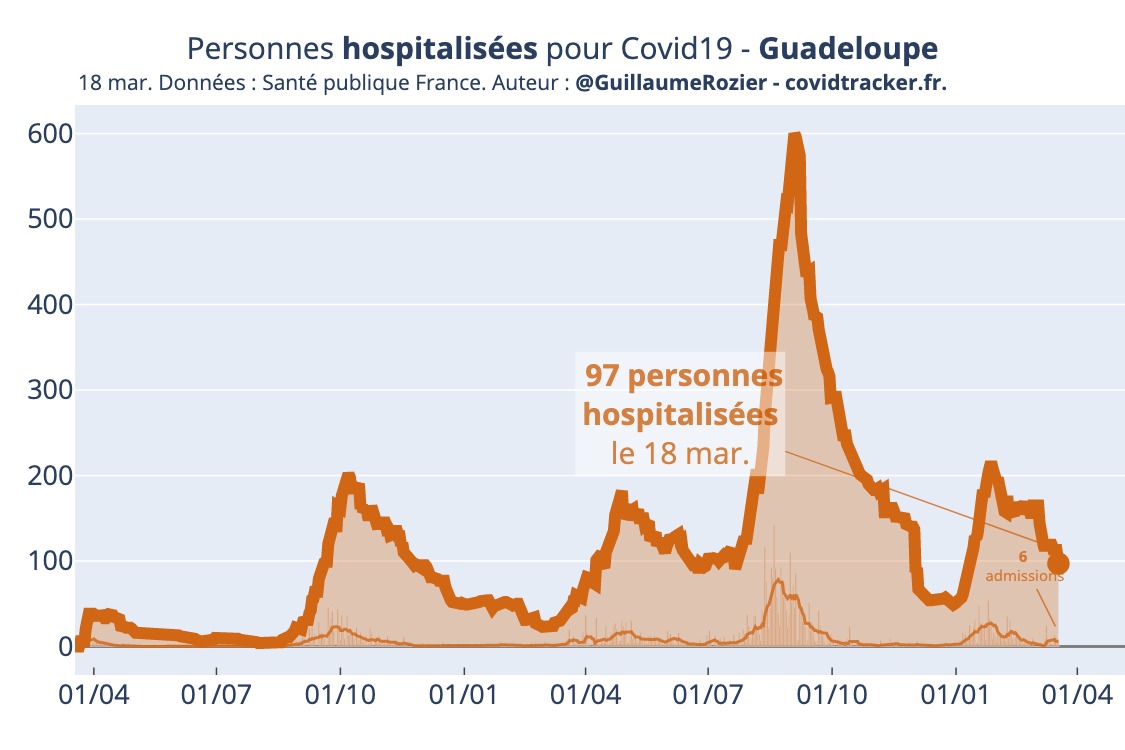 Personnes hospitalisées pour Covid19 - Guadeloupe
18 mar. Données : Santé publique France. Auteur : @GuillaumeRozier - covidtracker.fr.
600
500
400
300
200
100
0
97 personnes
hospitalisées
le 18 mar.
6
admissions
01/04 01/07 01/10 01/01 01/04 01/07 01/10 01/01 01/04